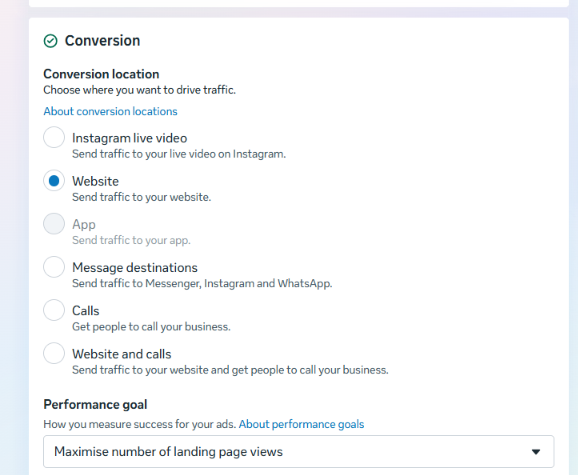 Conversion
Conversion location
Choose where you want to drive traffic.
About conversion locations
Instagram live video
Send traffic to your live video on Instagram.
Website
Send traffic to your website.
App
Send traffic to your app.
Message destinations
Send traffic to Messenger, Instagram and WhatsApp.
Calls
Get people to call your business.
Website and calls
Send traffic to your website and get people to call your business.
Performance goal
How you measure success for your ads. About performance goals
Maximise number of landing page views